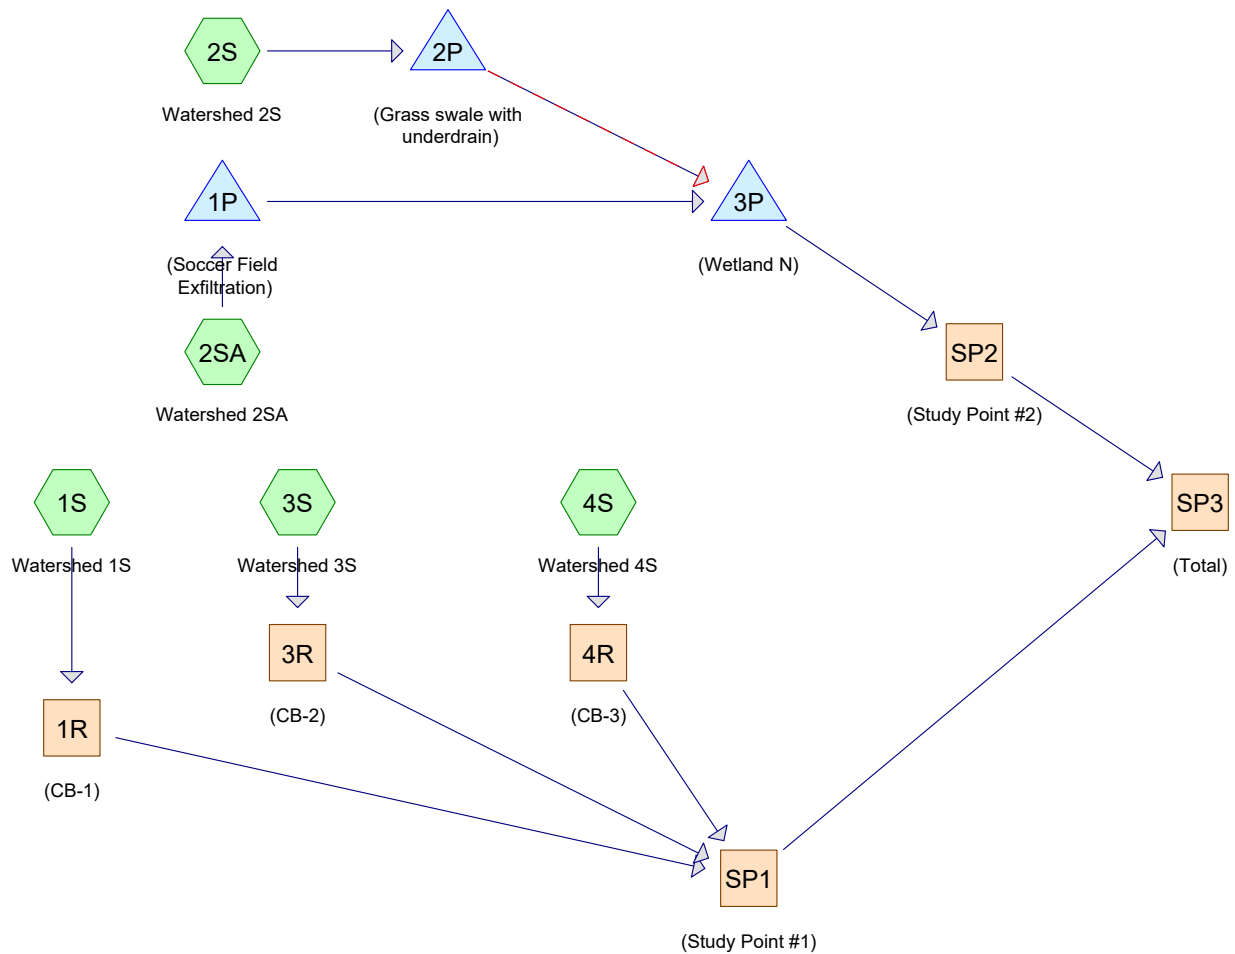 2S
2P
Watershed 2S
(Grass swale with
underdrain)
1P
3P
(Soccer Field
Exfiltration)
(Wetland N)
2SA
SP2
Watershed 2SA
(Study Point #2)
1S
3S
4S
SP3
Watershed 1S
Watershed 3S
Watershed 4S
(Total)
3R
4R
1R
(CB-2)
(CB-3)
(CB-1)
SP1
(Study Point #1)